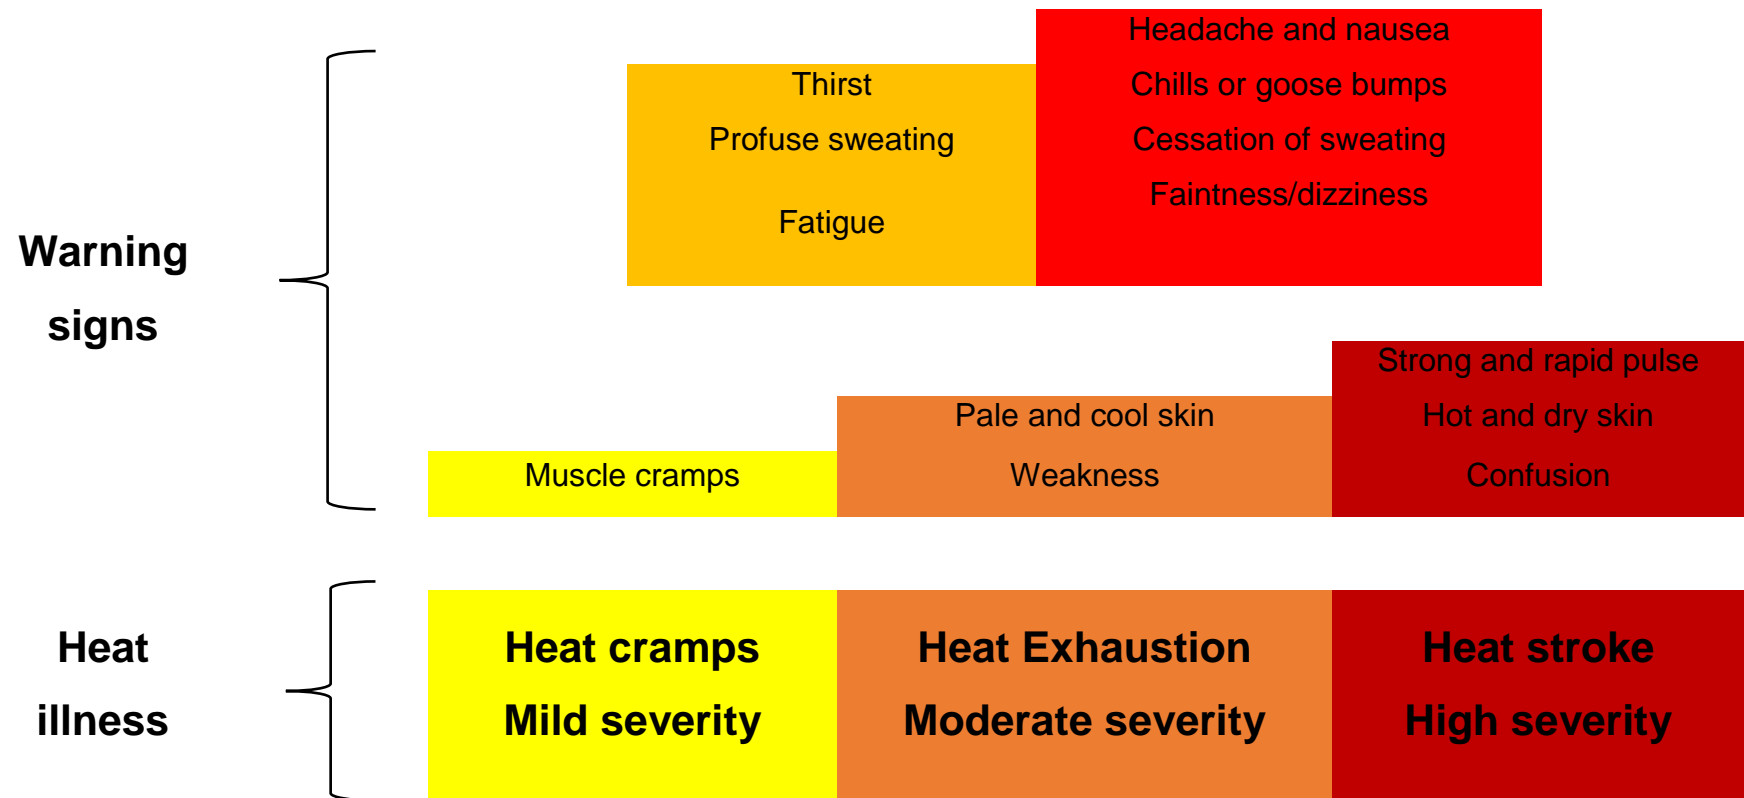 Warning
signs
Thirst
Profuse sweating
Fatigue
Headache and nausea
Chills or goose bumps
Cessation of sweating
Faintness/dizziness
Muscle cramps
Pale and cool skin
Weakness
Strong and rapid pulse
Hot and dry skin
Confusion
Heat
illness
Heat cramps
Mild severity
Heat Exhaustion
Moderate severity
Heat stroke
High severity